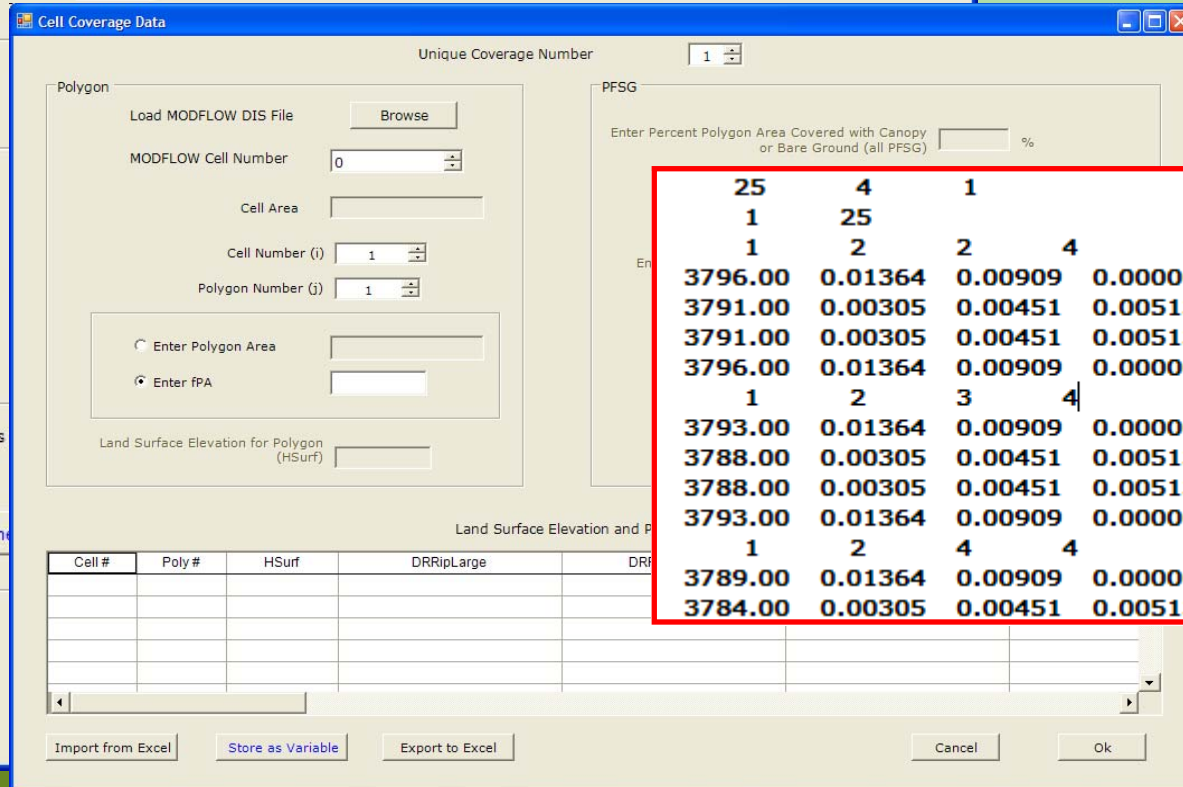 Cell Coverage Data
Unique Coverage Number 1
Polygon
Load MODFLOW DIS File Browse
MODFLOW Cell Number 0
Cell Area
Cell Number (i) 1
Polygon Number (j) 1
Enter Polygon Area
Enter fPA
Land Surface Elevation for Polygon
(HSurf)
PFSG
Enter Percent Polygon Area Covered with Canopy
or Bare Ground (all PFSG) %
En
25 4 1
1 25
1 2 2 4
3796.00 0.01364 0.00909 0.0000
3791.00 0.00305 0.00451 0.0051
3791.00 0.00305 0.00451 0.0051
3796.00 0.01364 0.00909 0.0000
1 2 3 4
3793.00 0.01364 0.00909 0.0000
3788.00 0.00305 0.00451 0.0051
3788.00 0.00305 0.00451 0.0051
3793.00 0.01364 0.00909 0.0000
1 2 4 4
3789.00 0.01364 0.00909 0.0000
3784.00 0.00305 0.00451 0.0051
Land Surface Elevation and P
Cell # Poly # HSurf DRRipLarge
Import from Excel Store as Variable Export to Excel Cancel Ok